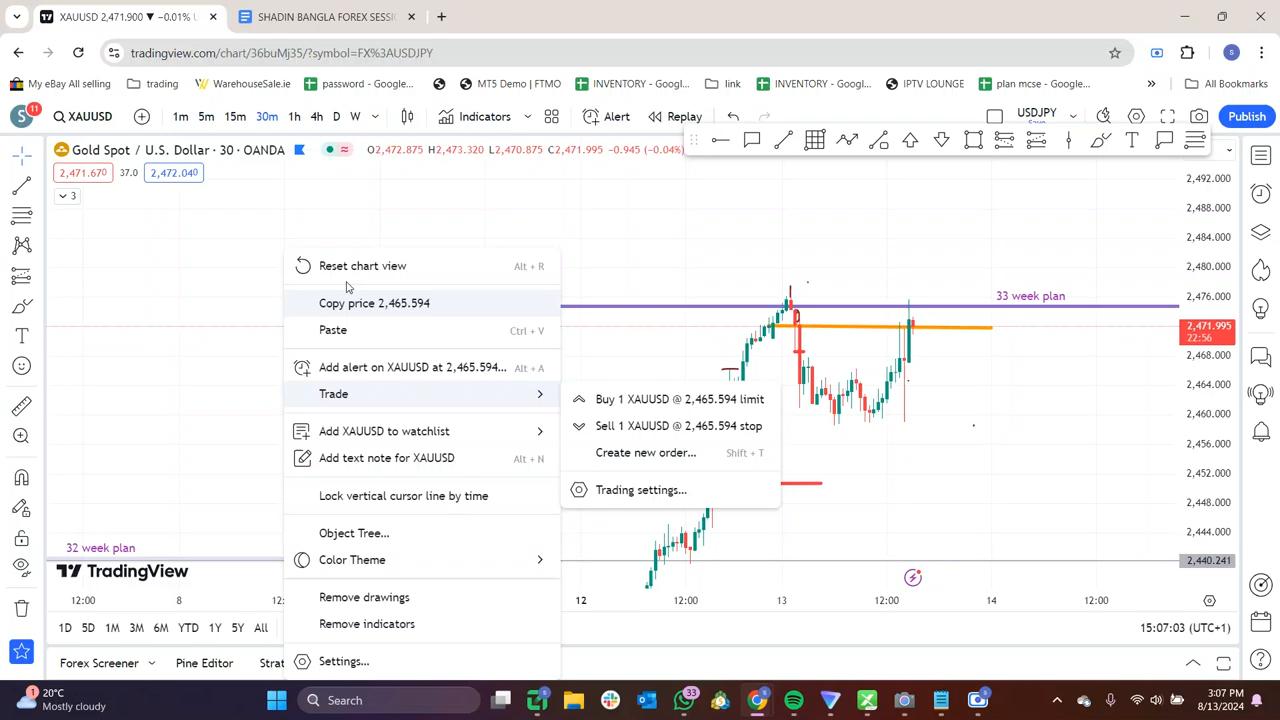 XAUUSD 2,471.900 ▼ −0.01%
SHADIN BANGLA FOREX SESSI
tradingview.com/chart/36buMj35/?symbol=FX%3AUSDJPY
S
My eBay All selling
trading
WarehouseSale.ie
password - Google...
MT5 Demo | FTMO
INVENTORY - Googl...
link
INVENTORY - Googl...
IPTV LOUNGE
plan mcse - Google...
All Bookmarks
S
11
XAUUSD
1m 5m 15m 30m 1h 4h D W
Indicators
Alert
Replay
USDJPY
Save
Publish
Gold Spot / U.S. Dollar · 30 · OANDA
O2,472.875 H2,473.320 L2,470.875 C2,471.995 -0.945 (-0.04%)
2,471.670
37.0
2,472.040
3
Reset chart view Alt + R
Copy price 2,465.594
Paste Ctrl + V
Add alert on XAUUSD at 2,465.594... Alt + A
Trade
Add XAUUSD to watchlist
Add text note for XAUUSD Alt + N
Lock vertical cursor line by time
Object Tree...
Color Theme
Remove drawings
Remove indicators
Settings...
Buy 1 XAUUSD @ 2,465.594 limit
Sell 1 XAUUSD @ 2,465.594 stop
Create new order... Shift + T
Trading settings...
33 week plan
32 week plan
TradingView
2,492.000
2,488.000
2,484.000
2,480.000
2,476.000
2,471.995
22:56
2,468.000
2,464.000
2,460.000
2,456.000
2,452.000
2,448.000
2,444.000
2,440.241
12:00 8 12 12:00 13 12:00 14 12:00
1D 5D 1M 3M 6M YTD 1Y 5Y All
15:07:03 (UTC+1)
Forex Screener
Pine Editor
Strat
1
20°C
Mostly cloudy
Search
33
3:07 PM
8/13/2024